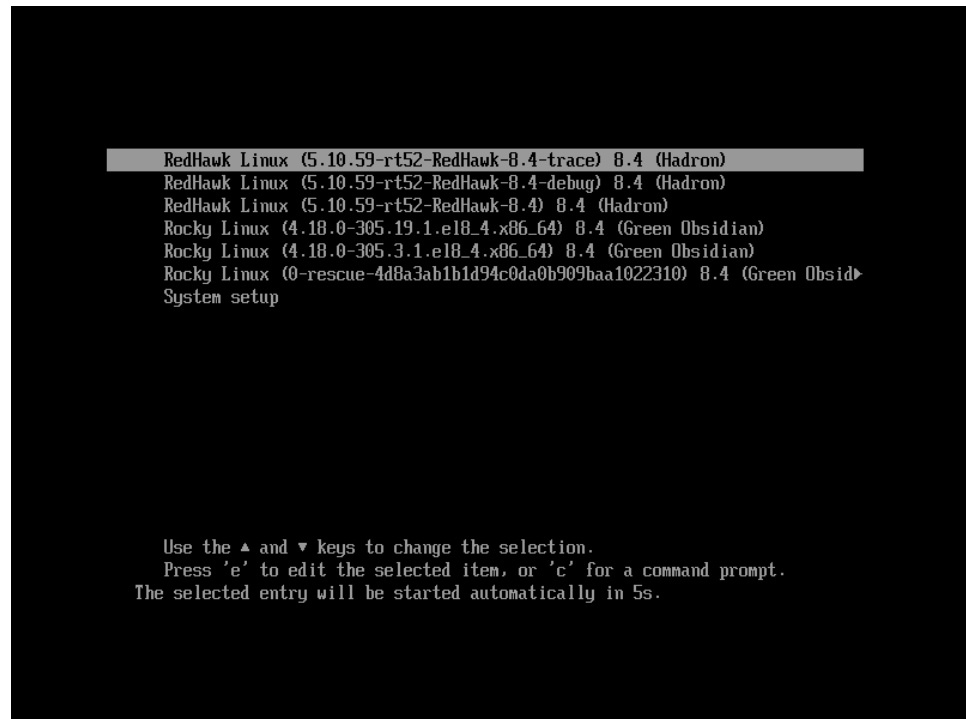 RedHawk Linux (5.10.59-rt52-RedHawk-8.4-trace) 8.4 (Hadron)
RedHawk Linux (5.10.59-rt52-RedHawk-8.4-debug) 8.4 (Hadron)
RedHawk Linux (5.10.59-rt52-RedHawk-8.4) 8.4 (Hadron)
Rocky Linux (4.18.0-305.19.1.el8_4.x86_64) 8.4 (Green Obsidian)
Rocky Linux (4.18.0-305.3.1.el8_4.x86_64) 8.4 (Green Obsidian)
Rocky Linux (0-rescue-4d8a3ab1b1d94c0da0b909baa1022310) 8.4 (Green Obsid▶
System setup
Use the ▲ and ▼ keys to change the selection.
Press 'e' to edit the selected item, or 'c' for a command prompt.
The selected entry will be started automatically in 5s.